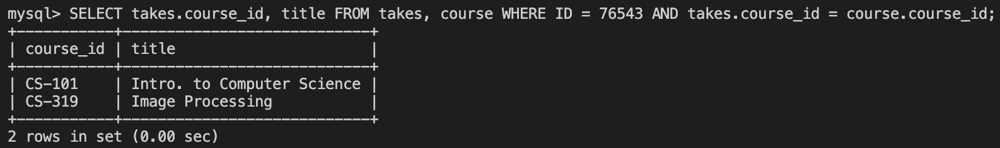 mysql> SELECT takes.course_id, title FROM takes, course WHERE ID = 76543 AND takes.course_id = course.course_id;
+-----------+----------------------------+
| course_id | title                      |
+-----------+----------------------------+
| CS-101    | Intro. to Computer Science |
| CS-319    | Image Processing           |
+-----------+----------------------------+
2 rows in set (0.00 sec)